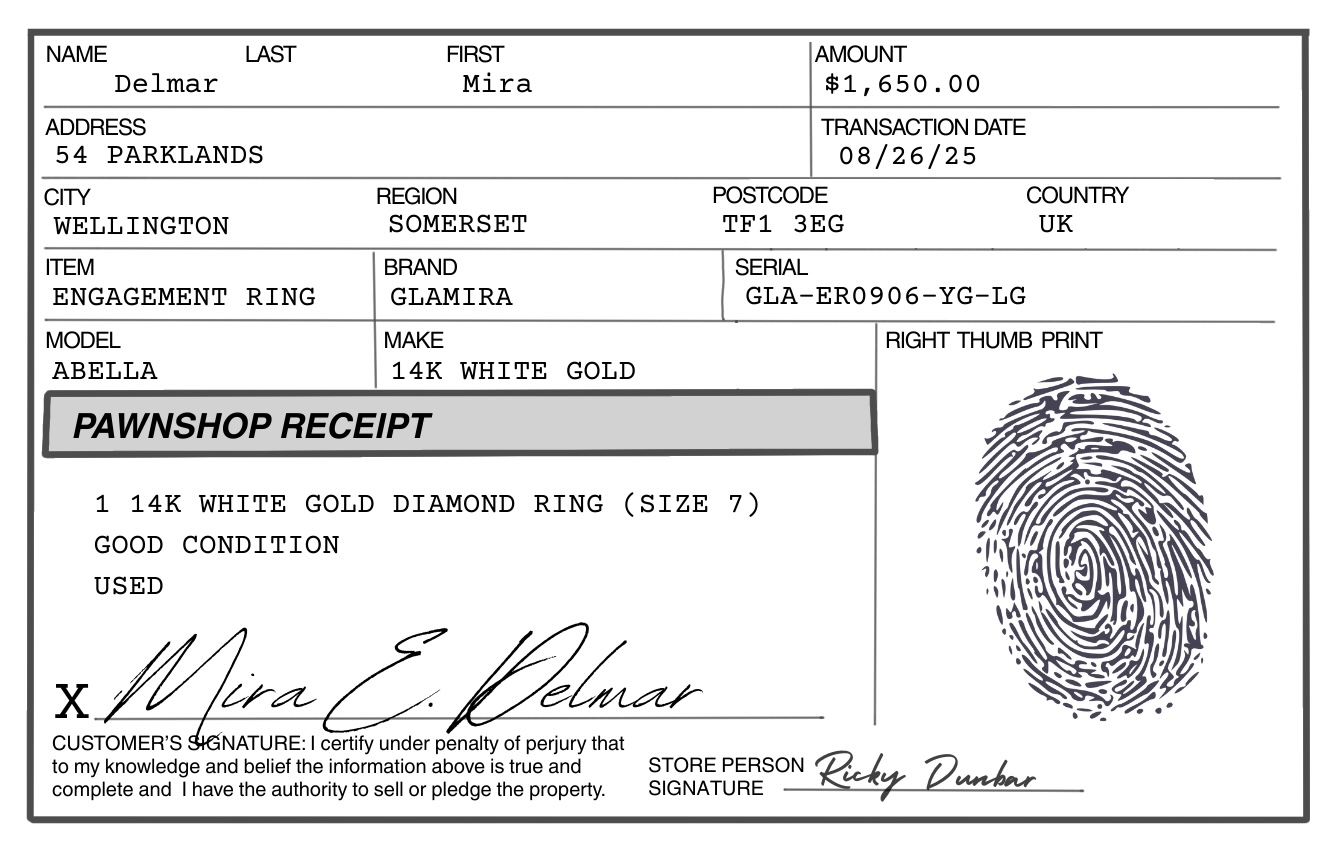 NAME LAST FIRST AMOUNT
Delmar Mira $1,650.00
ADDRESS TRANSACTION DATE
54 PARKLANDS 08/26/25
CITY REGION POSTCODE COUNTRY
WELLINGTON SOMERSET TF1 3EG UK
ITEM BRAND SERIAL
ENGAGEMENT RING GLAMIRA GLA-ER0906-YG-LG
MODEL MAKE RIGHT THUMB PRINT
ABELLA 14K WHITE GOLD
PAWNSHOP RECEIPT
1 14K WHITE GOLD DIAMOND RING (SIZE 7)
GOOD CONDITION
USED
X Mira E. Delmar
CUSTOMER'S SIGNATURE: I certify under penalty of perjury that
to my knowledge and belief the information above is true and
complete and I have the authority to sell or pledge the property.
STORE PERSON Ricky Dunbar
SIGNATURE